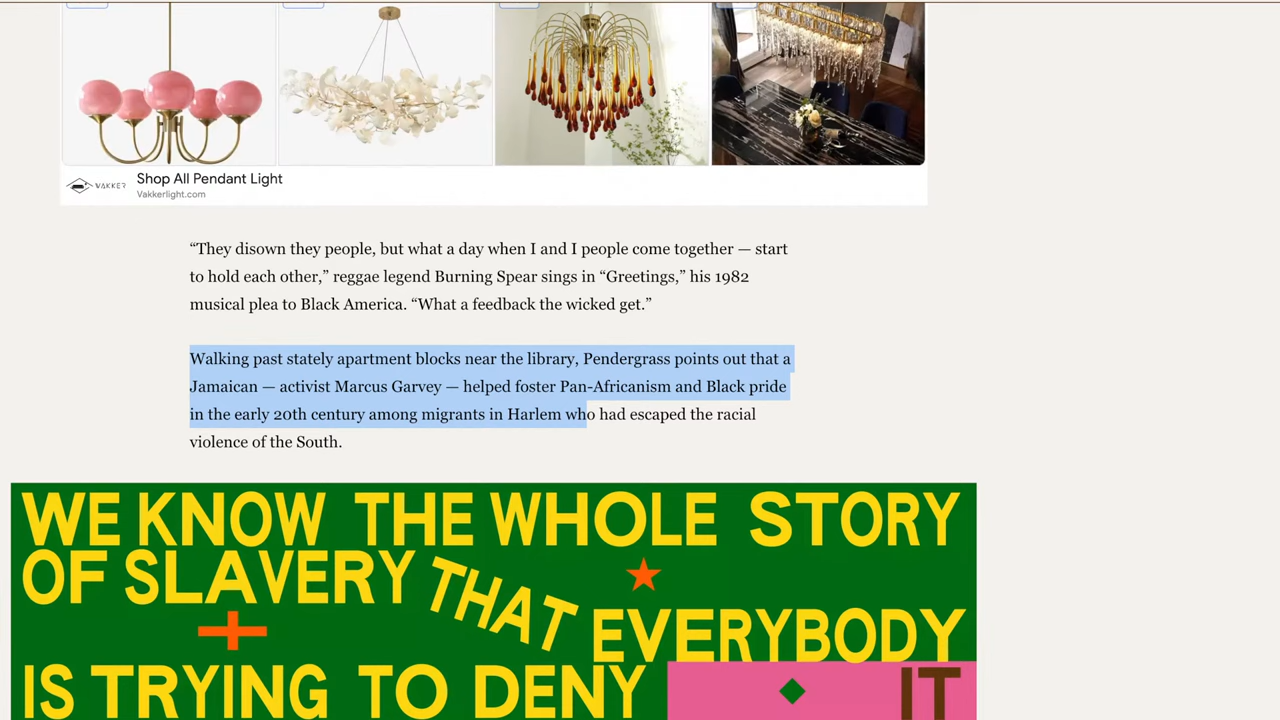 VAKKER
Shop All Pendant Light
Vakkerlight.com
“They disown they people, but what a day when I and I people come together — start
to hold each other,” reggae legend Burning Spear sings in “Greetings,” his 1982
musical plea to Black America. “What a feedback the wicked get.”
Walking past stately apartment blocks near the library, Pendergrass points out that a
Jamaican — activist Marcus Garvey — helped foster Pan-Africanism and Black pride
in the early 20th century among migrants in Harlem who had escaped the racial
violence of the South.
WE KNOW THE WHOLE STORY
OF SLAVERY THAT EVERYBODY
IS TRYING TO DENY IT